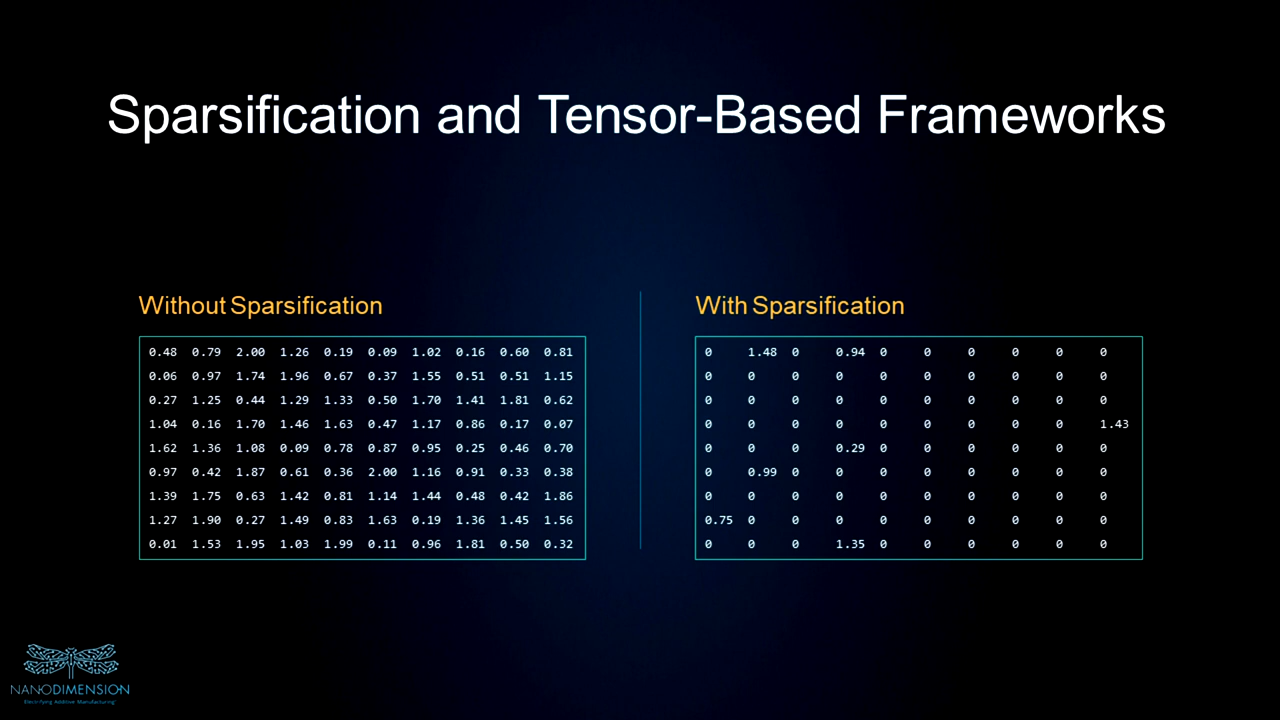 Sparsification and Tensor-Based Frameworks
Without Sparsification
0.48 0.79 2.00 1.26 0.19 0.09 1.02 0.16 0.60 0.81
0.06 0.97 1.74 1.96 0.67 0.37 1.55 0.51 0.51 1.15
0.27 1.25 0.44 1.29 1.33 0.50 1.70 1.41 1.81 0.62
1.04 0.16 1.70 1.46 1.63 0.47 1.17 0.86 0.17 0.07
1.62 1.36 1.08 0.09 0.78 0.87 0.95 0.25 0.46 0.70
0.97 0.42 1.87 0.61 0.36 2.00 1.16 0.91 0.33 0.38
1.39 1.75 0.63 1.42 0.81 1.14 1.44 0.48 0.42 1.86
1.27 1.90 0.27 1.49 0.83 1.63 0.19 1.36 1.45 1.56
0.01 1.53 1.95 1.03 1.99 0.11 0.96 1.81 0.50 0.32
With Sparsification
0 1.48 0 0.94 0 0 0 0 0 0
0 0 0 0 0 0 0 0 0 0
0 0 0 0 0 0 0 0 0 0
0 0 0 0 0 0 0 0 0 1.43
0 0 0 0.29 0 0 0 0 0 0
0 0.99 0 0 0 0 0 0 0 0
0 0 0 0 0 0 0 0 0 0
0.75 0 0 0 0 0 0 0 0 0
0 0 0 1.35 0 0 0 0 0 0
NANODIMENSION
Electrifying Additive Manufacturing